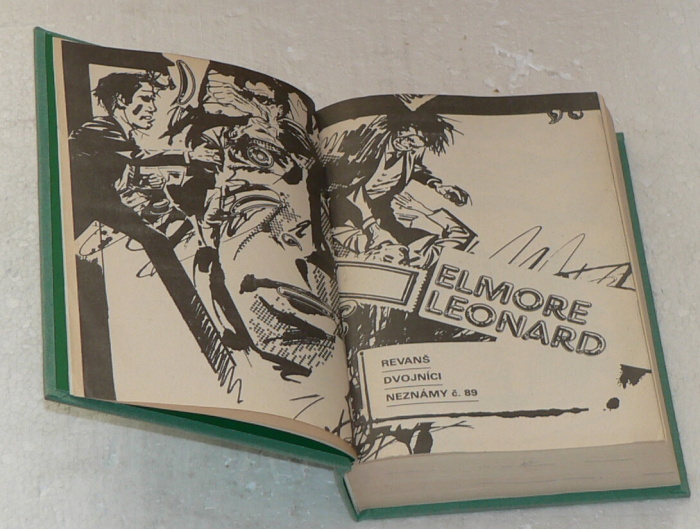 ELMORE
LEONARD
REVANŠ
DVOJNÍCI
NEZNÁMY č. 89